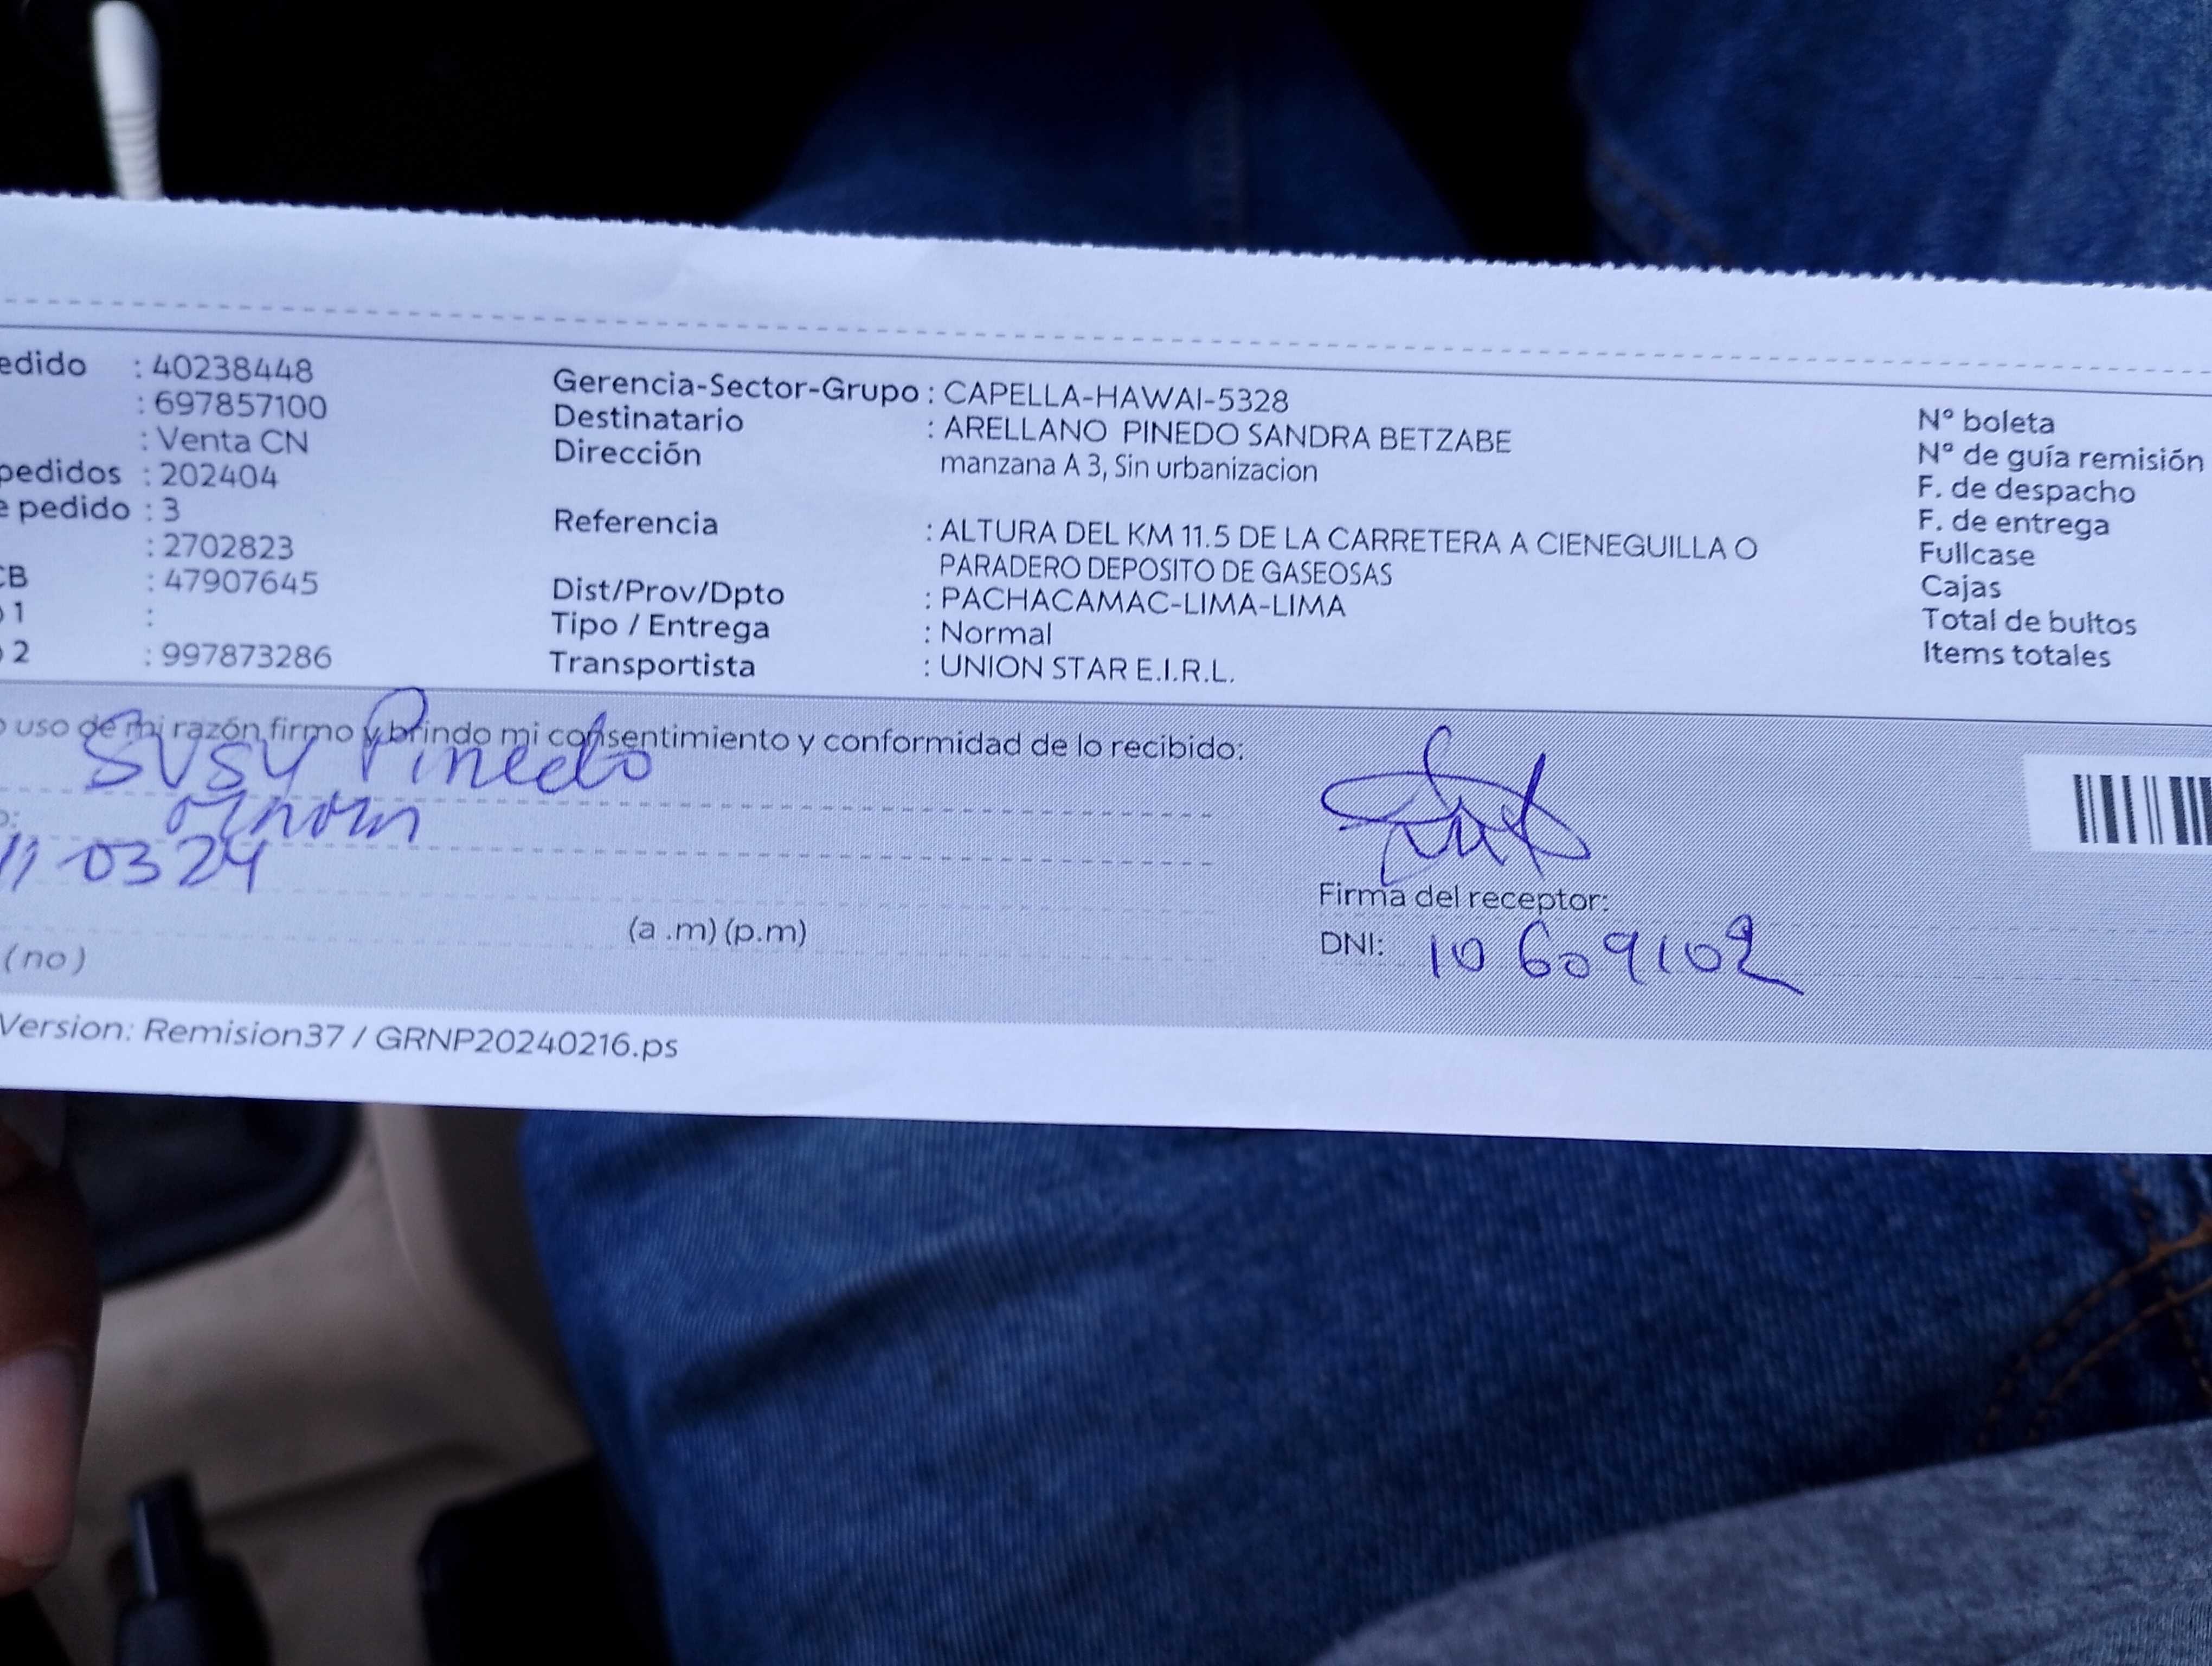 edido : 40238448
: 697857100
: Venta CN
pedidos : 202404
e pedido : 3
: 2702823
CB : 47907645
o 1 :
o 2 : 997873286
Gerencia-Sector-Grupo : CAPELLA-HAWAI-5328
Destinatario : ARELLANO PINEDO SANDRA BETZABE
Dirección manzana A 3, Sin urbanizacion
Referencia : ALTURA DEL KM 11.5 DE LA CARRETERA A CIENEGUILLA O
PARADERO DEPOSITO DE GASEOSAS
Dist/Prov/Dpto : PACHACAMAC-LIMA-LIMA
Tipo / Entrega : Normal
Transportista : UNION STAR E.I.R.L.
N° boleta
N° de guía remisión
F. de despacho
F. de entrega
Fullcase
Cajas
Total de bultos
Items totales
o uso de mi razón firmo y brindo mi consentimiento y conformidad de lo recibido:
Susy Pinedo
o:
11 03 24
(a .m) (p.m)
(no)
Firma del receptor:
DNI: 10609102
Version: Remision37 / GRNP20240216.ps